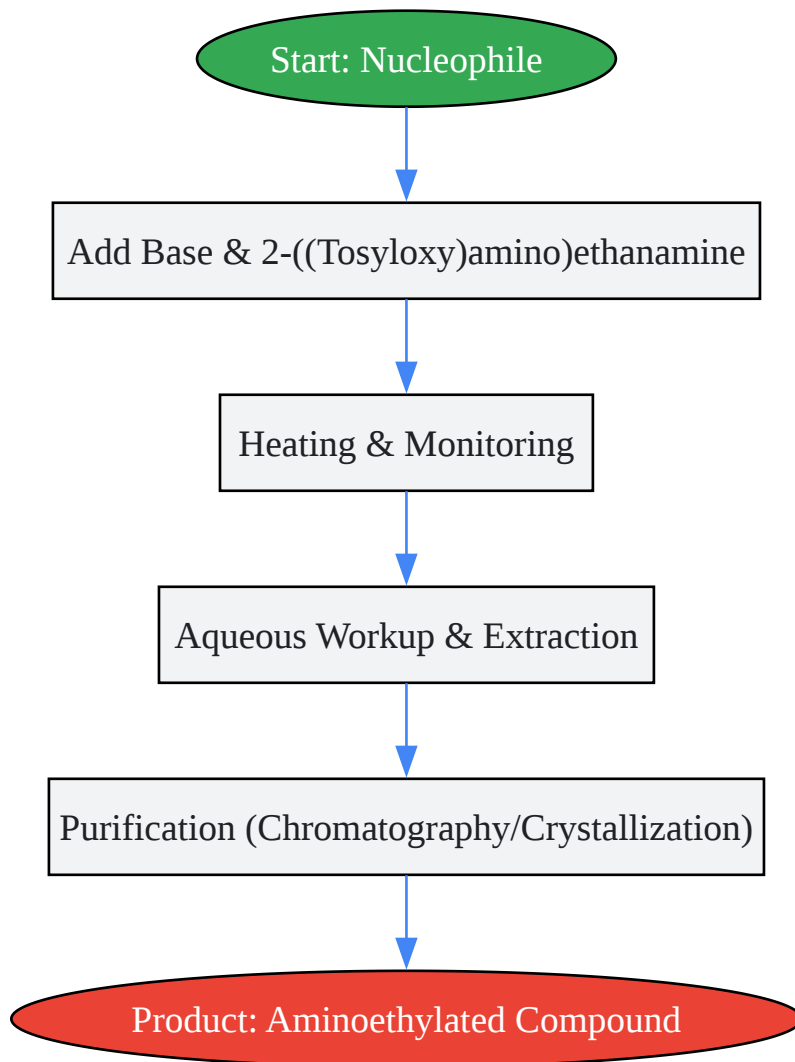 Start: Nucleophile
Add Base & 2-((Tosyloxy)amino)ethanamine
Heating & Monitoring
Aqueous Workup & Extraction
Purification (Chromatography/Crystallization)
Product: Aminoethylated Compound